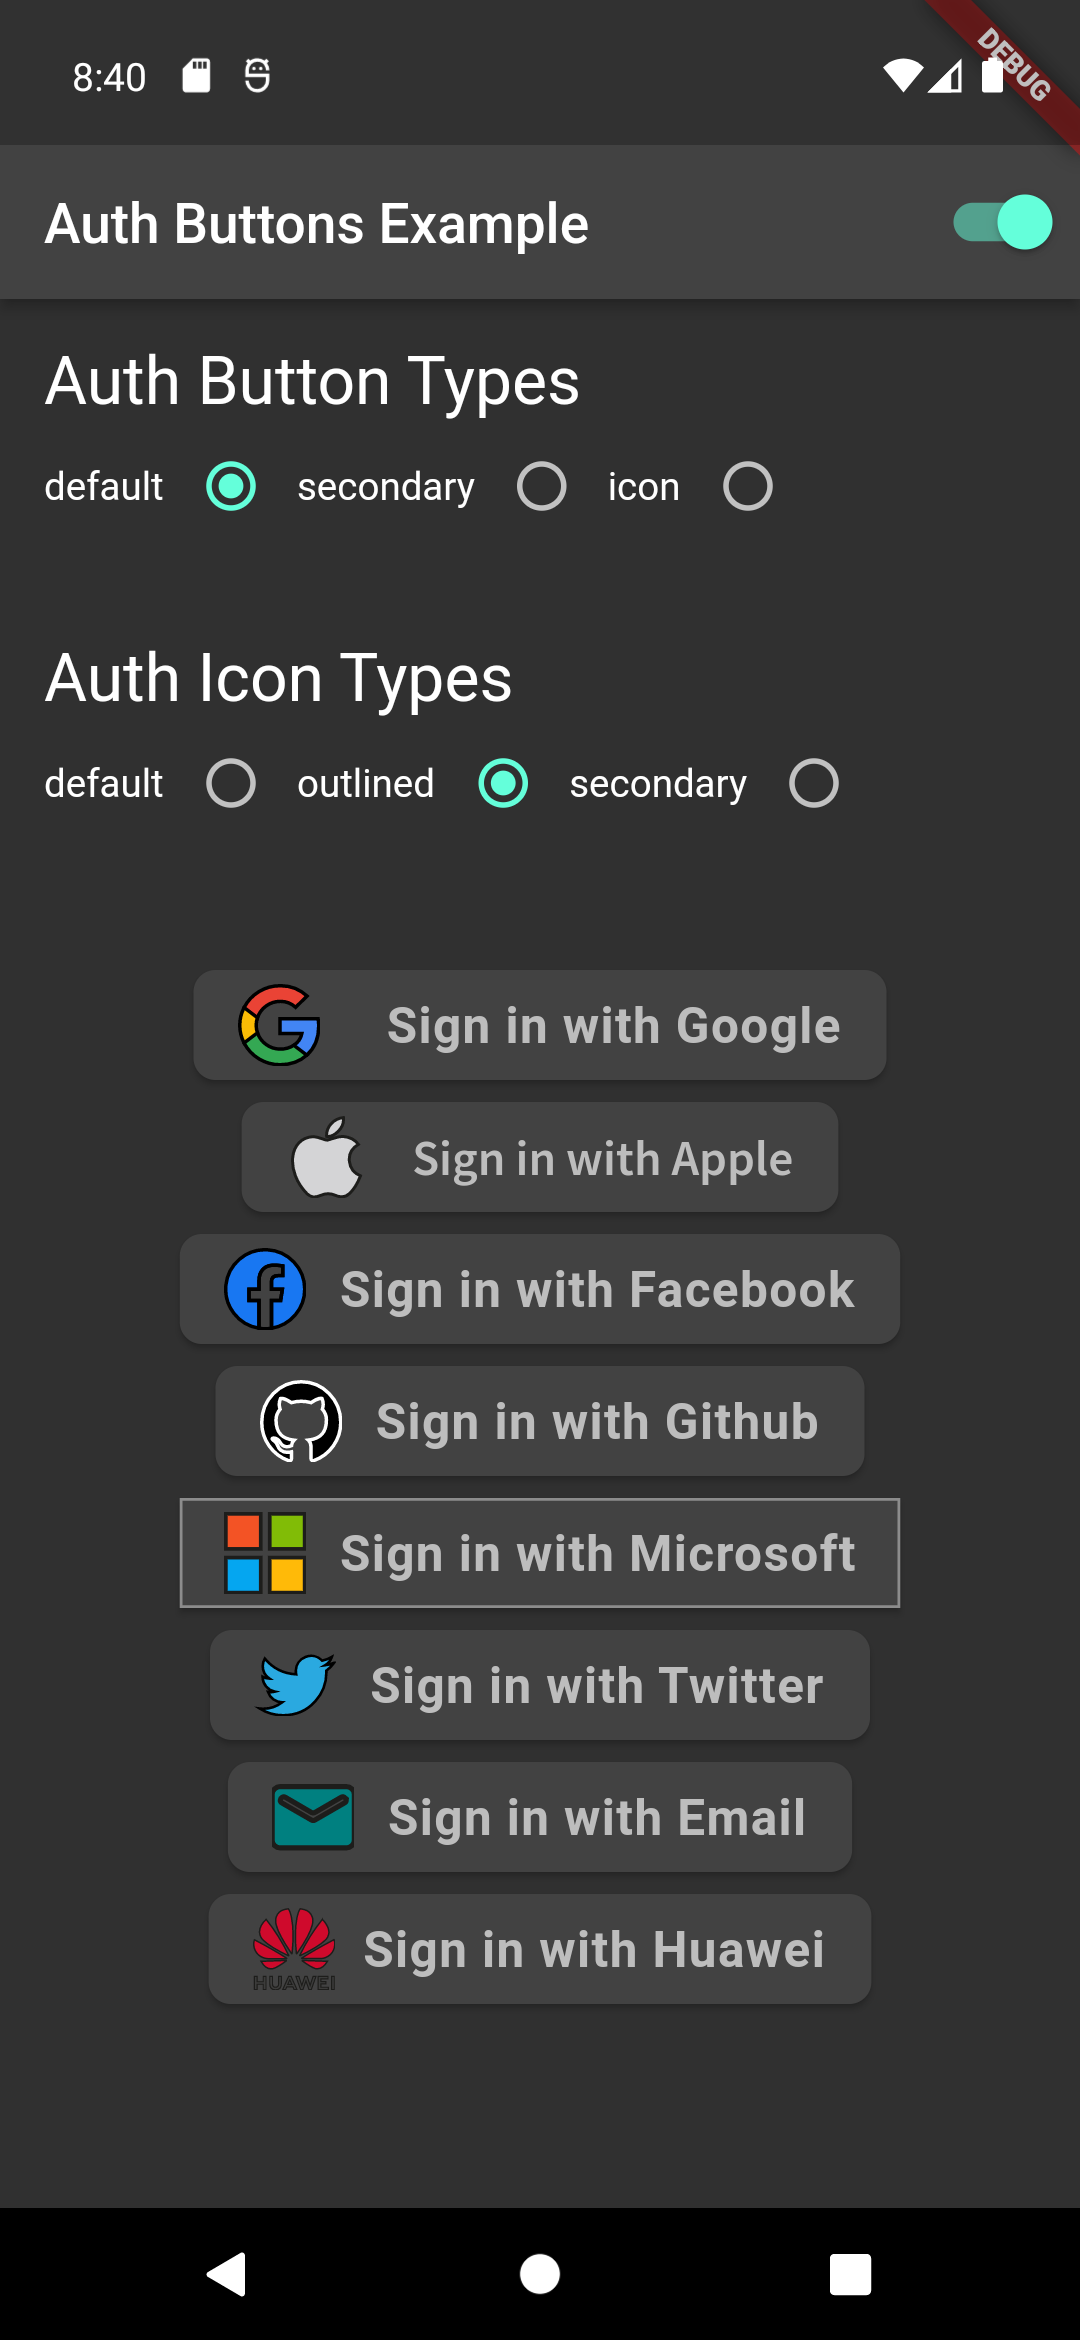 8:40
DEBUG
Auth Buttons Example
Auth Button Types
default secondary icon
Auth Icon Types
default outlined secondary
Sign in with Google
Sign in with Apple
Sign in with Facebook
Sign in with Github
Sign in with Microsoft
Sign in with Twitter
Sign in with Email
HUAWEI Sign in with Huawei